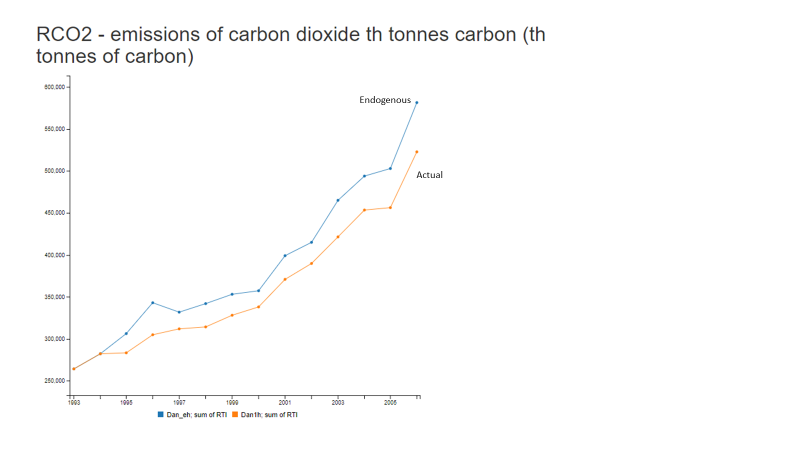 RCO2 - emissions of carbon dioxide th tonnes carbon (th
tonnes of carbon)
600,000
Endogenous
550,000
500,000
Actual
450,000
400,000
350,000
300,000
250,000
1993 1995 1997 1999 2001 2003 2005
Dan_eh; sum of RTI Dan1h; sum of RTI